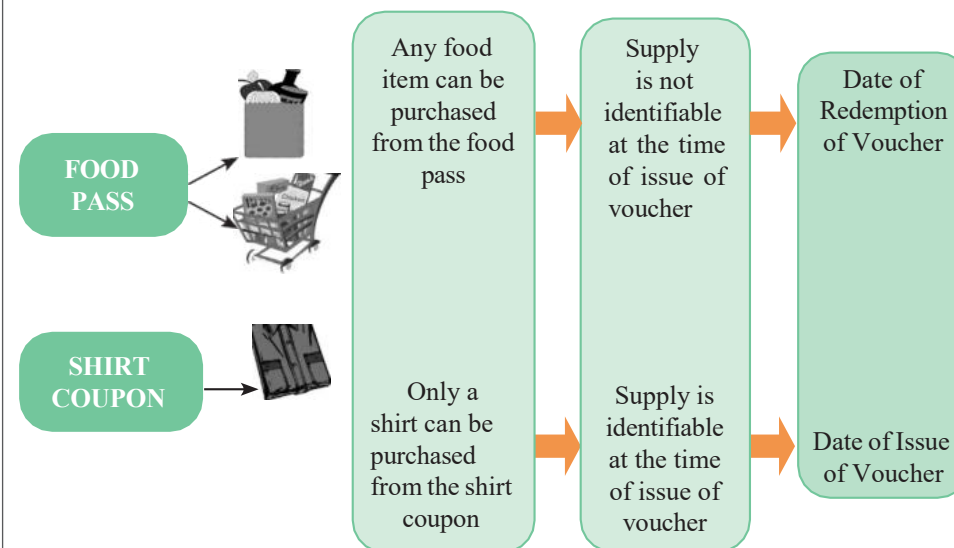 FOOD
PASS
Any food
item can be
purchased
from the food
pass
Supply
is not
identifiable
at the time
of issue of
voucher
Date of
Redemption
of Voucher
SHIRT
COUPON
Only a
shirt can be
purchased
from the shirt
coupon
Supply is
identifiable
at the time
of issue of
voucher
Date of Issue
of Voucher